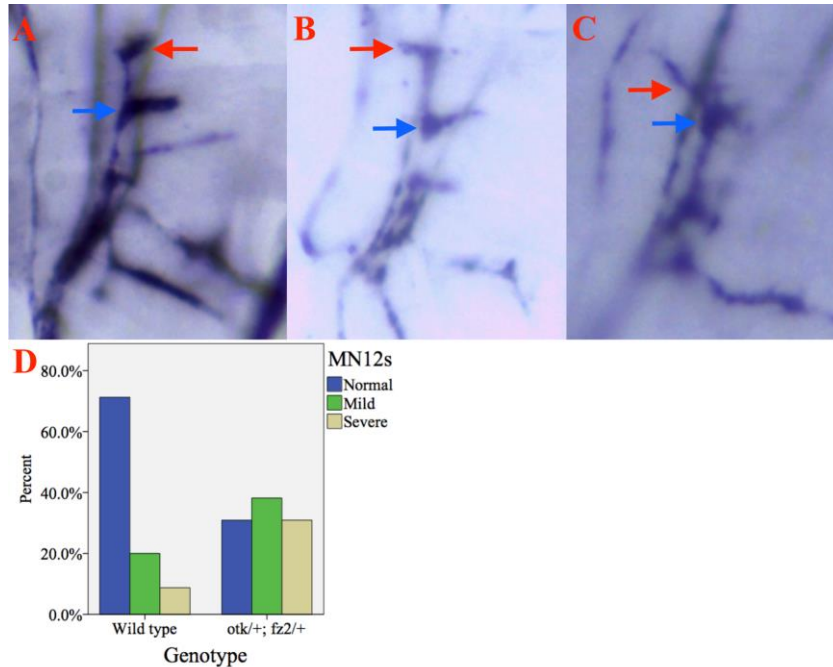 A
B
C
D
MN12s
Normal
Mild
Severe
80.0%
60.0%
40.0%
20.0%
0.0%
Percent
Wild type
otk/+; fz2/+
Genotype